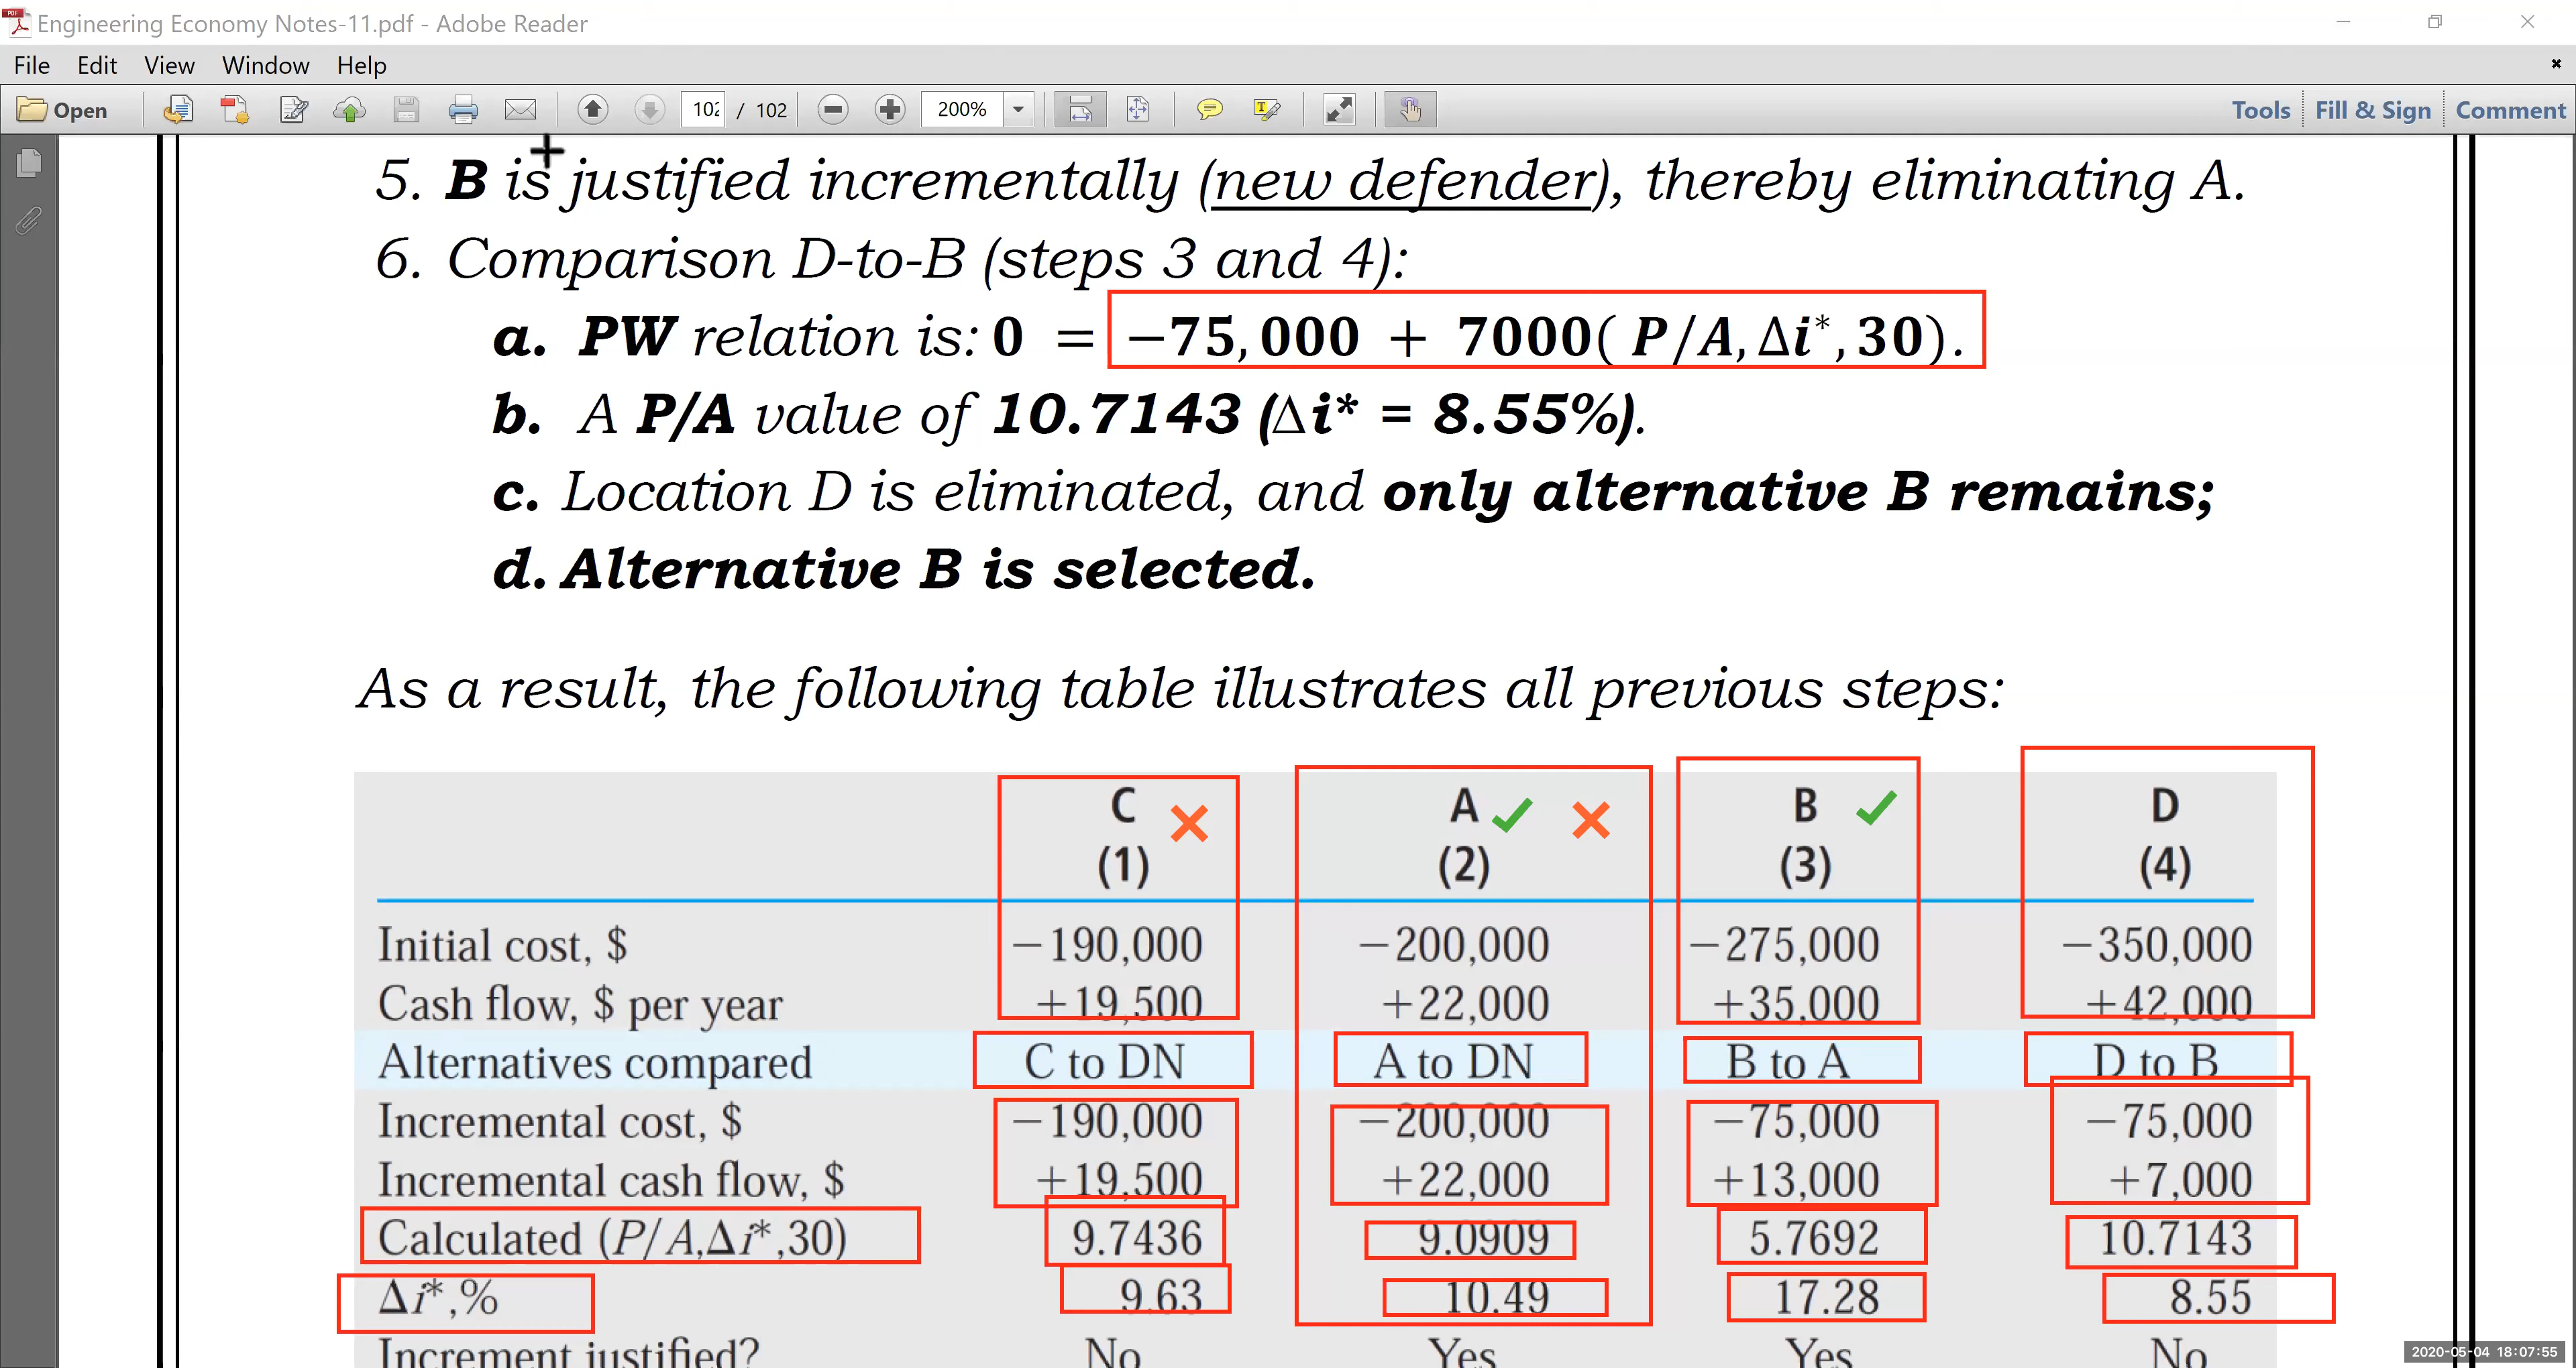 Engineering Economy Notes-11.pdf - Adobe Reader
File Edit View Window Help
Open 102 / 102 200% Tools Fill & Sign Comment
5. B is justified incrementally (new defender), thereby eliminating A.
6. Comparison D-to-B (steps 3 and 4):
a. PW relation is: 0 = −75,000 + 7000( P/A, Δi*, 30).
b. A P/A value of 10.7143 (Δi* = 8.55%).
c. Location D is eliminated, and only alternative B remains;
d. Alternative B is selected.
As a result, the following table illustrates all previous steps:
C A B D
(1) (2) (3) (4)
Initial cost, $ −190,000 −200,000 −275,000 −350,000
Cash flow, $ per year +19,500 +22,000 +35,000 +42,000
Alternatives compared C to DN A to DN B to A D to B
Incremental cost, $ −190,000 −200,000 −75,000 −75,000
Incremental cash flow, $ +19,500 +22,000 +13,000 +7,000
Calculated (P/A,Δi*,30) 9.7436 9.0909 5.7692 10.7143
Δi*,% 9.63 10.49 17.28 8.55
Increment justified? No Yes Yes No
2020-05-04 18:07:55